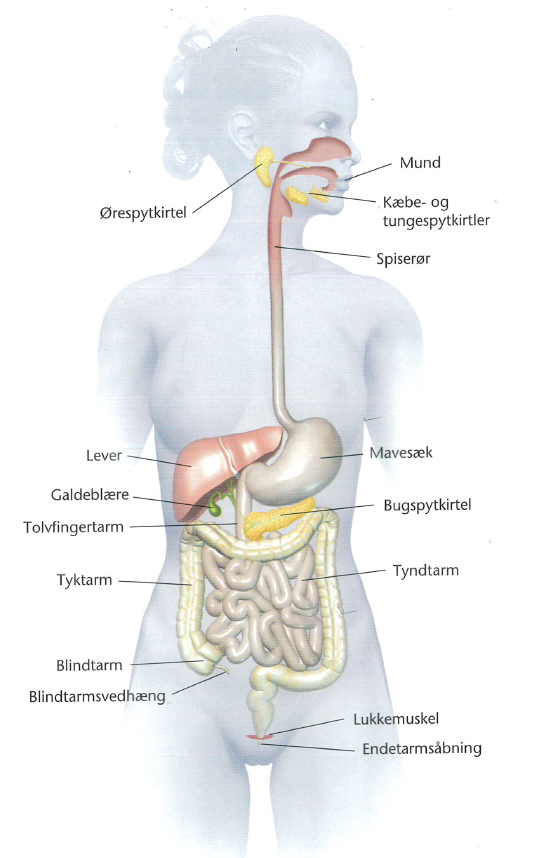 Mund
Ørespytkirtel
Kæbe- og
tungespytkirtler
Spiserør
Lever
Mavesæk
Galdeblære
Bugspytkirtel
Tolvfingertarm
Tyktarm
Tyndtarm
Blindtarm
Blindtarmsvedhæng
Lukkemuskel
Endetarmsåbning